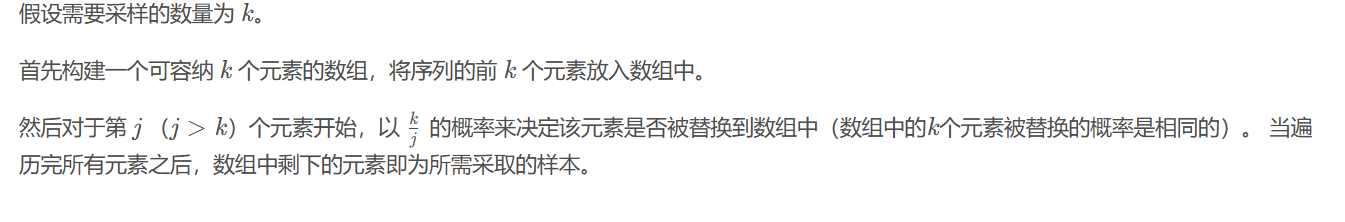 假设需要采样的数量为 k。
首先构建一个可容纳 k 个元素的数组，将序列的前 k 个元素放入数组中。
然后对于第 j （j > k）个元素开始，以 k/j 的概率来决定该元素是否被替换到数组中（数组中的k个元素被替换的概率是相同的）。 当遍
历完所有元素之后，数组中剩下的元素即为所需采取的样本。